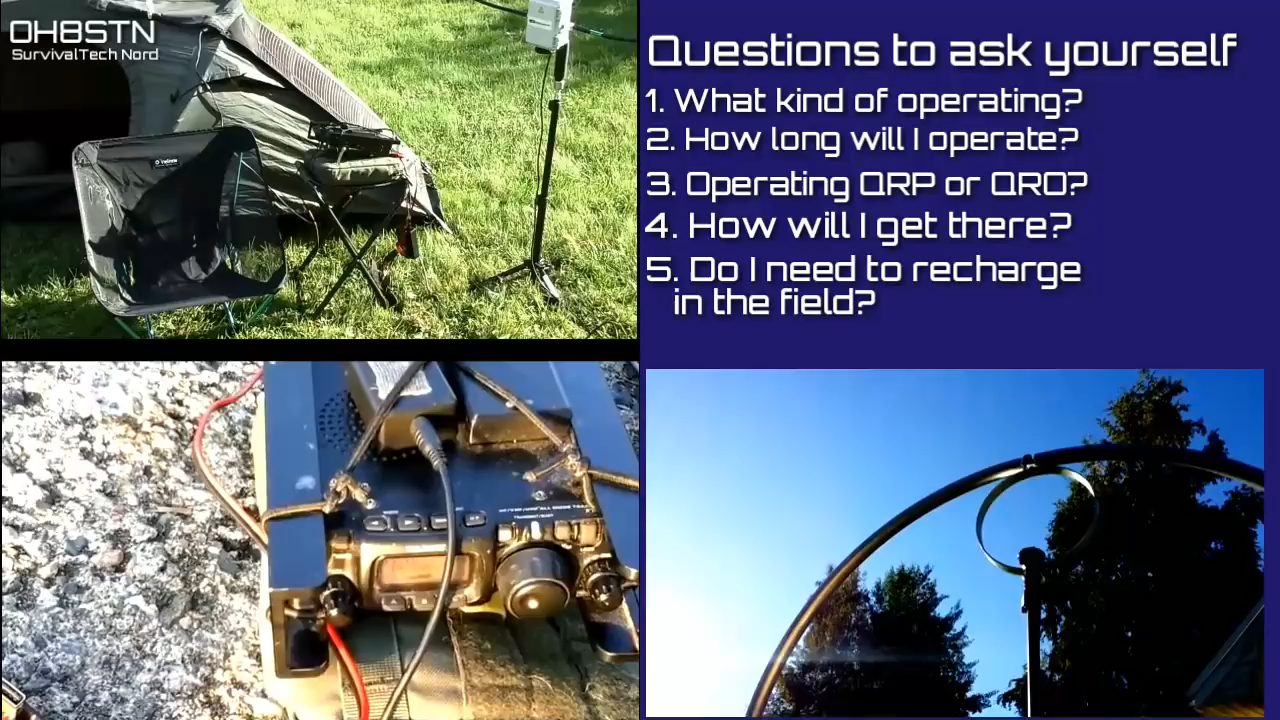 OH8STN
SurvivalTech Nord
Questions to ask yourself
1. What kind of operating?
2. How long will I operate?
3. Operating QRP or QRO?
4. How will I get there?
5. Do I need to recharge
in the field?